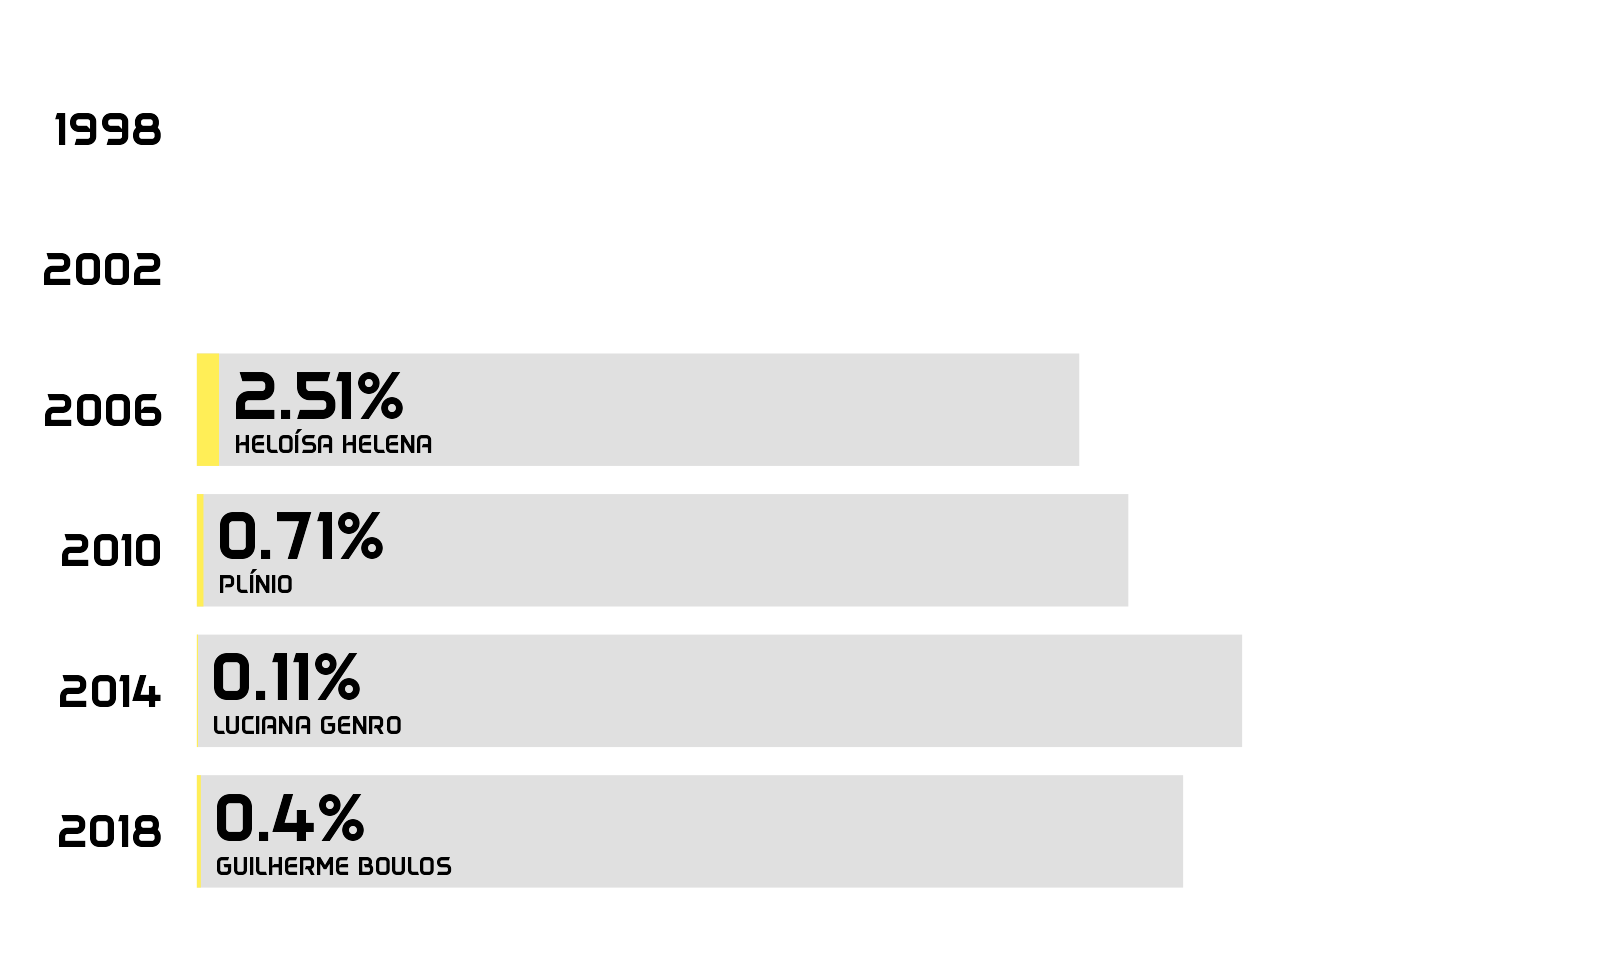 1998
2002
2006
2.51%
HELOÍSA HELENA
2010
0.71%
PLÍNIO
2014
0.11%
LUCIANA GENRO
2018
0.4%
GUILHERME BOULOS